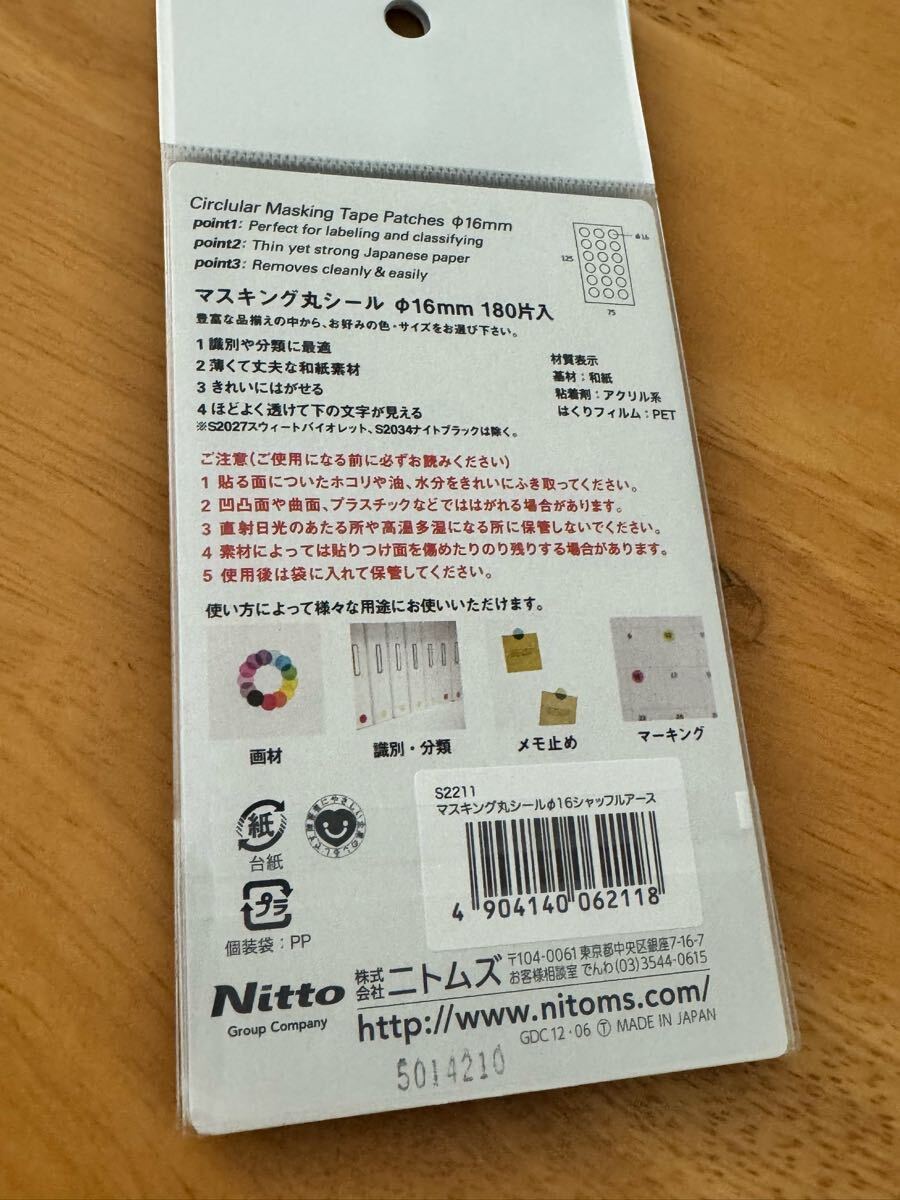 Circlular Masking Tape Patches φ16mm
point1: Perfect for labeling and classifying
point2: Thin yet strong Japanese paper
point3: Removes cleanly & easily
φ16
125
75
マスキング丸シール φ16mm 180片入
豊富な品揃えの中から、お好みの色・サイズをお選び下さい。
1 識別や分類に最適
2 薄くて丈夫な和紙素材
3 きれいにはがせる
4 ほどよく透けて下の文字が見える
※S2027スウィートバイオレット、S2034ナイトブラックは除く。
材質表示
基材：和紙
粘着剤：アクリル系
はくりフィルム：PET
ご注意(ご使用になる前に必ずお読みください)
1 貼る面についたホコリや油、水分をきれいにふき取ってください。
2 凹凸面や曲面、プラスチックなどでははがれる場合があります。
3 直射日光のあたる所や高温多湿になる所に保管しないでください。
4 素材によっては貼りつけ面を傷めたりのり残りする場合があります。
5 使用後は袋に入れて保管してください。
使い方によって様々な用途にお使いいただけます。
画材
識別・分類
メモ止め
マーキング
紙
台紙
プラ
個装袋：PP
S2211
マスキング丸シールφ16シャッフルアース
4 904140 062118
Nitto
Group Company
株式会社 ニトムズ
〒104-0061 東京都中央区銀座7-16-7
お客様相談室 でんわ(03)3544-0615
http://www.nitoms.com/
GDC12・06 Ⓣ MADE IN JAPAN
5014210